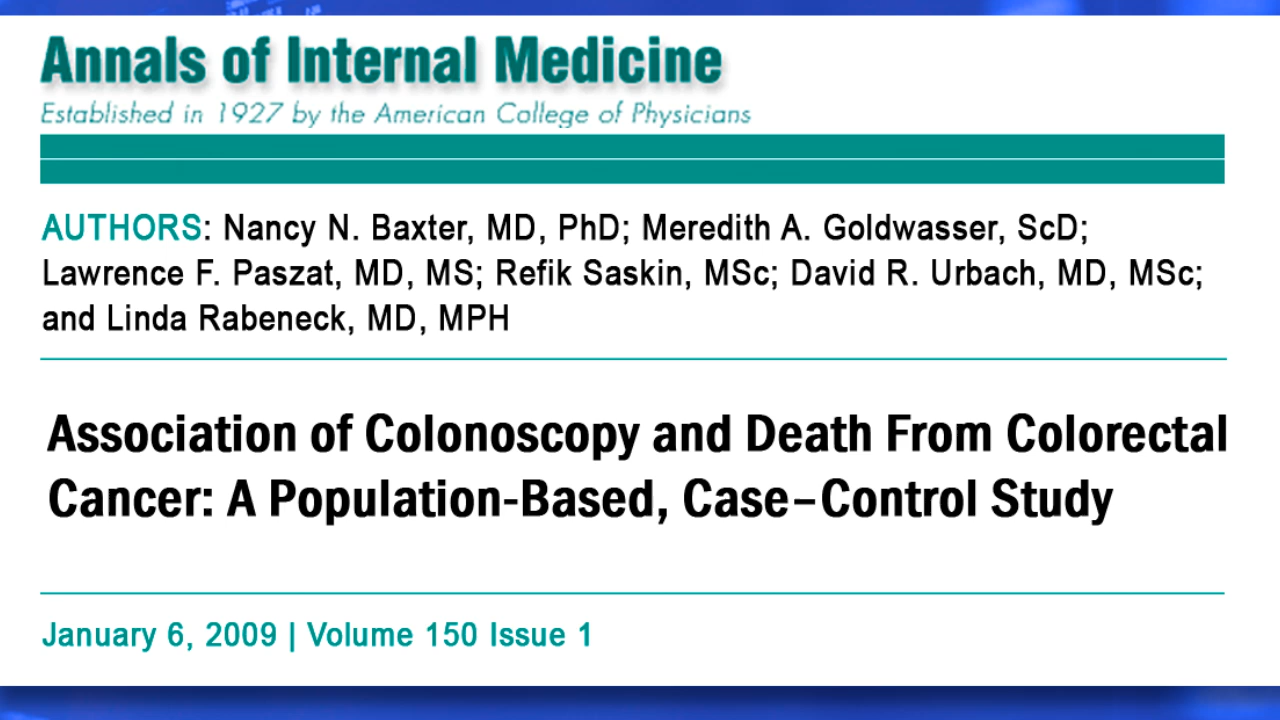 Annals of Internal Medicine
Established in 1927 by the American College of Physicians
AUTHORS: Nancy N. Baxter, MD, PhD; Meredith A. Goldwasser, ScD;
Lawrence F. Paszat, MD, MS; Refik Saskin, MSc; David R. Urbach, MD, MSc;
and Linda Rabeneck, MD, MPH
Association of Colonoscopy and Death From Colorectal
Cancer: A Population-Based, Case–Control Study
January 6, 2009 | Volume 150 Issue 1